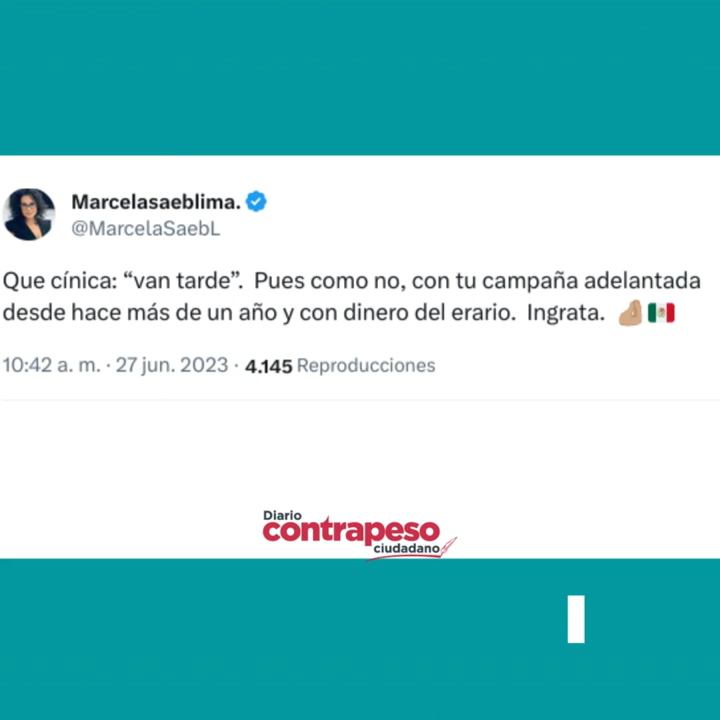 Marcelasaeblima.
@MarcelaSaebL
Que cínica: “van tarde”. Pues como no, con tu campaña adelantada
desde hace más de un año y con dinero del erario. Ingrata. 🤌🏼🇲🇽
10:42 a. m. · 27 jun. 2023 · 4.145 Reproducciones
Diario
contrapeso
ciudadano